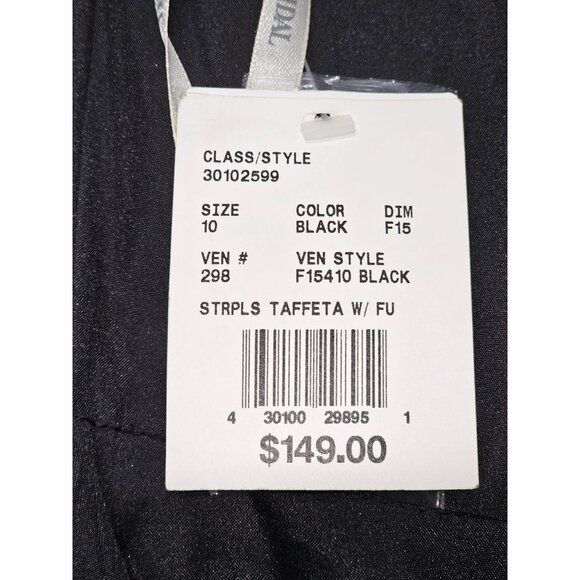 IDAL
CLASS/STYLE
30102599
SIZE COLOR DIM
10 BLACK F15
VEN # VEN STYLE
298 F15410 BLACK
STRPLS TAFFETA W/ FU
4 30100 29895 1
$149.00